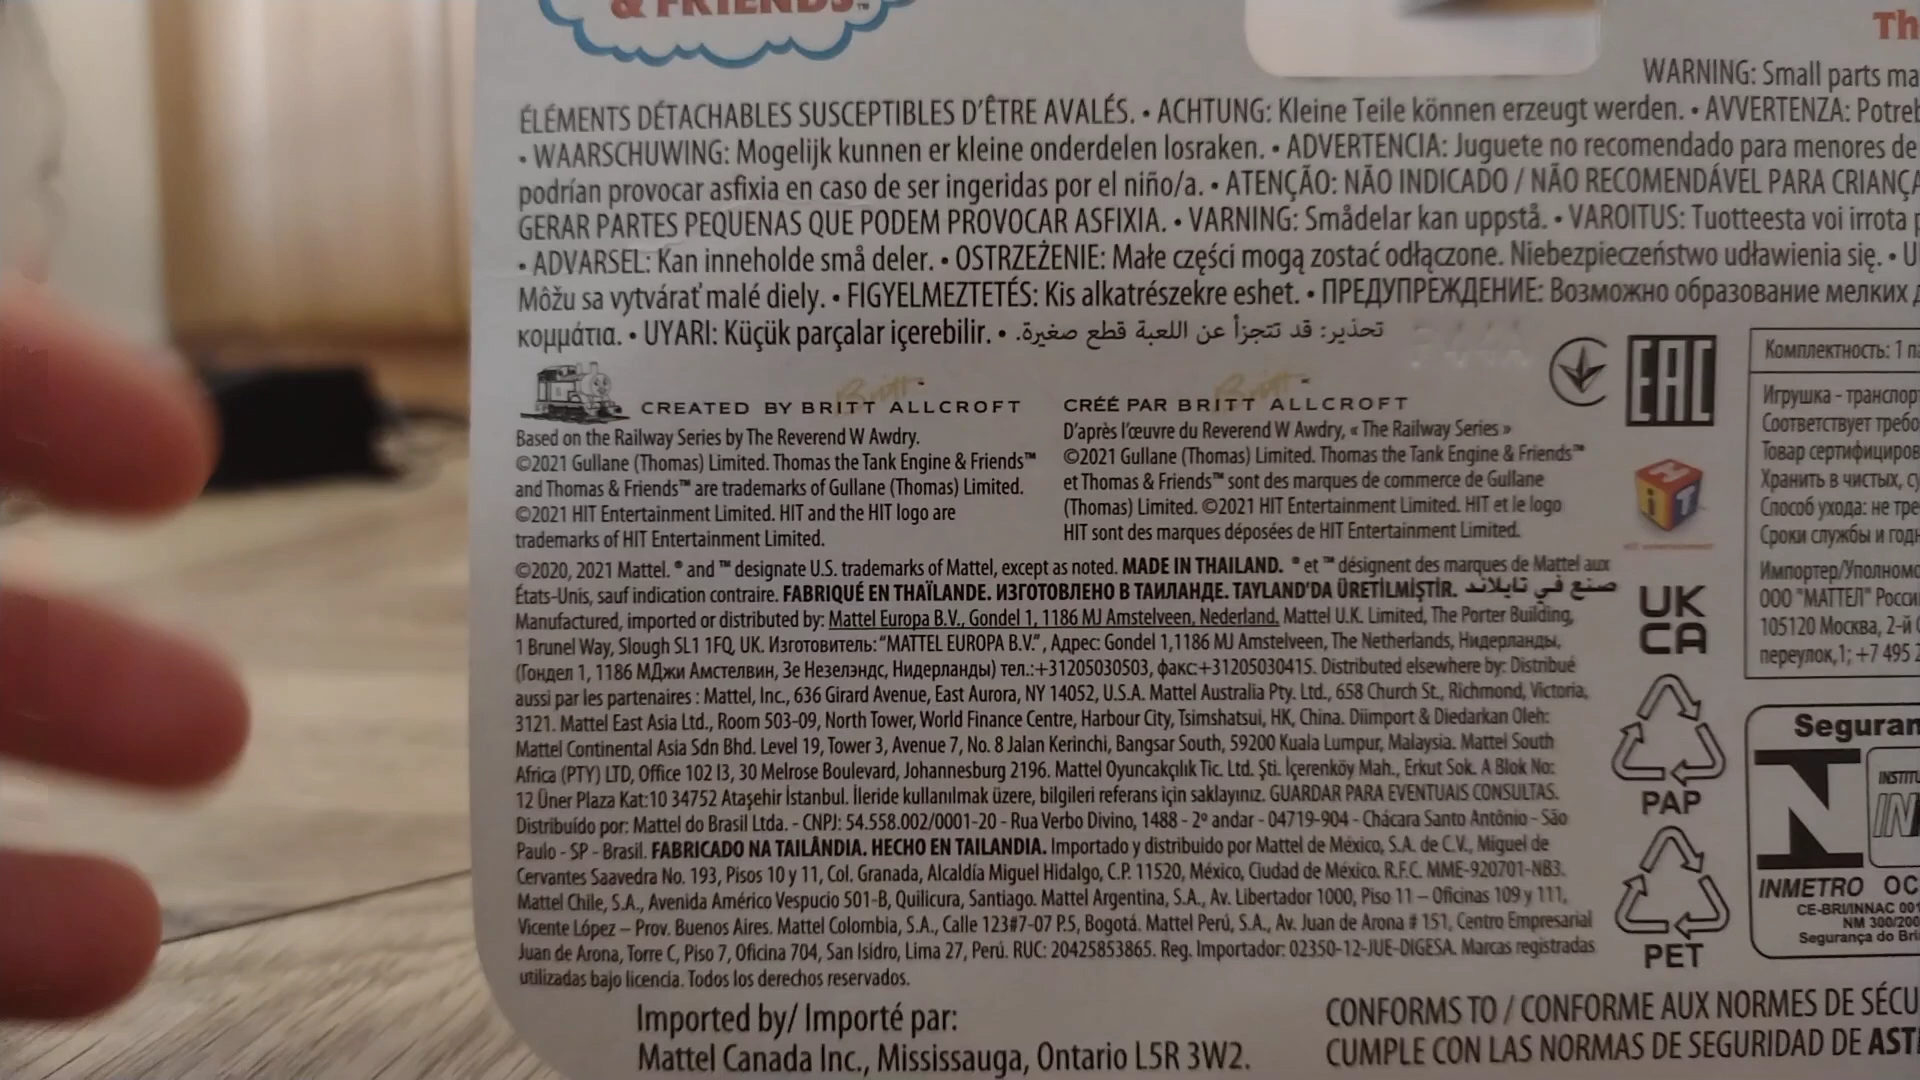 & FRIENDS™
Th
WARNING: Small parts ma
ÉLÉMENTS DÉTACHABLES SUSCEPTIBLES D'ÊTRE AVALÉS. • ACHTUNG: Kleine Teile können erzeugt werden. • AVVERTENZA: Potreb
• WAARSCHUWING: Mogelijk kunnen er kleine onderdelen losraken. • ADVERTENCIA: Juguete no recomendado para menores de
podrían provocar asfixia en caso de ser ingeridas por el niño/a. • ATENÇÃO: NÃO INDICADO / NÃO RECOMENDÁVEL PARA CRIANÇA
GERAR PARTES PEQUENAS QUE PODEM PROVOCAR ASFIXIA. • VARNING: Smådelar kan uppstå. • VAROITUS: Tuotteesta voi irrota p
• ADVARSEL: Kan inneholde små deler. • OSTRZEŻENIE: Małe części mogą zostać odłączone. Niebezpieczeństwo udławienia się. • U
Môžu sa vytvárať malé diely. • FIGYELMEZTETÉS: Kis alkatrészekre eshet. • ПРЕДУПРЕЖДЕНИЕ: Возможно образование мелких д
κομμάτια. • UYARI: Küçük parçalar içerebilir. • تحذير: قد تتجزأ عن اللعبة قطع صغيرة.
Britt
CREATED BY BRITT ALLCROFT
Based on the Railway Series by The Reverend W Awdry.
©2021 Gullane (Thomas) Limited. Thomas the Tank Engine & Friends™
and Thomas & Friends™ are trademarks of Gullane (Thomas) Limited.
©2021 HIT Entertainment Limited. HIT and the HIT logo are
trademarks of HIT Entertainment Limited.
Britt
CRÉÉ PAR BRITT ALLCROFT
D'après l'œuvre du Reverend W Awdry, « The Railway Series »
©2021 Gullane (Thomas) Limited. Thomas the Tank Engine & Friends™
et Thomas & Friends™ sont des marques de commerce de Gullane
(Thomas) Limited. ©2021 HIT Entertainment Limited. HIT et le logo
HIT sont des marques déposées de HIT Entertainment Limited.
©2020, 2021 Mattel. ® and ™ designate U.S. trademarks of Mattel, except as noted. MADE IN THAILAND. ® et ™ désignent des marques de Mattel aux
États-Unis, sauf indication contraire. FABRIQUÉ EN THAÏLANDE. ИЗГОТОВЛЕНО В ТАИЛАНДЕ. TAYLAND'DA ÜRETİLMİŞTİR. صنع في تايلاند
Manufactured, imported or distributed by: Mattel Europa B.V., Gondel 1, 1186 MJ Amstelveen, Nederland. Mattel U.K. Limited, The Porter Building,
1 Brunel Way, Slough SL1 1FQ, UK. Изготовитель: "MATTEL EUROPA B.V.", Адрес: Gondel 1,1186 MJ Amstelveen, The Netherlands, Нидерланды,
(Гондел 1, 1186 МДжи Амстелвин, Зе Незелэндс, Нидерланды) тел.:+31205030503, факс:+31205030415. Distributed elsewhere by: Distribué
aussi par les partenaires : Mattel, Inc., 636 Girard Avenue, East Aurora, NY 14052, U.S.A. Mattel Australia Pty. Ltd., 658 Church St., Richmond, Victoria,
3121. Mattel East Asia Ltd., Room 503-09, North Tower, World Finance Centre, Harbour City, Tsimshatsui, HK, China. Diimport & Diedarkan Oleh:
Mattel Continental Asia Sdn Bhd. Level 19, Tower 3, Avenue 7, No. 8 Jalan Kerinchi, Bangsar South, 59200 Kuala Lumpur, Malaysia. Mattel South
Africa (PTY) LTD, Office 102 I3, 30 Melrose Boulevard, Johannesburg 2196. Mattel Oyuncakçılık Tic. Ltd. Şti. İçerenköy Mah., Erkut Sok. A Blok No:
12 Üner Plaza Kat:10 34752 Ataşehir İstanbul. İleride kullanılmak üzere, bilgileri referans için saklayınız. GUARDAR PARA EVENTUAIS CONSULTAS.
Distribuído por: Mattel do Brasil Ltda. - CNPJ: 54.558.002/0001-20 - Rua Verbo Divino, 1488 - 2º andar - 04719-904 - Chácara Santo Antônio - São
Paulo - SP - Brasil. FABRICADO NA TAILÂNDIA. HECHO EN TAILANDIA. Importado y distribuido por Mattel de México, S.A. de C.V., Miguel de
Cervantes Saavedra No. 193, Pisos 10 y 11, Col. Granada, Alcaldía Miguel Hidalgo, C.P. 11520, México, Ciudad de México. R.F.C. MME-920701-NB3.
Mattel Chile, S.A., Avenida Américo Vespucio 501-B, Quilicura, Santiago. Mattel Argentina, S.A., Av. Libertador 1000, Piso 11 – Oficinas 109 y 111,
Vicente López – Prov. Buenos Aires. Mattel Colombia, S.A., Calle 123#7-07 P.5, Bogotá. Mattel Perú, S.A., Av. Juan de Arona # 151, Centro Empresarial
Juan de Arona, Torre C, Piso 7, Oficina 704, San Isidro, Lima 27, Perú. RUC: 20425853865. Reg. Importador: 02350-12-JUE-DIGESA. Marcas registradas
utilizadas bajo licencia. Todos los derechos reservados.
Imported by/ Importé par:
Mattel Canada Inc., Mississauga, Ontario L5R 3W2.
CONFORMS TO / CONFORME AUX NORMES DE SÉCU
CUMPLE CON LAS NORMAS DE SEGURIDAD DE ASTI
EAC
HiT
UK
CA
PAP
PET
Комплектность: 1 па
Игрушка - транспор
Соответствует требо
Товар сертифициров
Хранить в чистых, су
Способ ухода: не тре
Сроки службы и годн
Импортер/Уполномо
ООО "МАТТЕЛ" Росси
105120 Москва, 2-й
переулок,1; +7 495 2
Seguran
INSTITU
IN
INMETRO OC
CE-BRI/INNAC 001
NM 300/200
Segurança do Bri